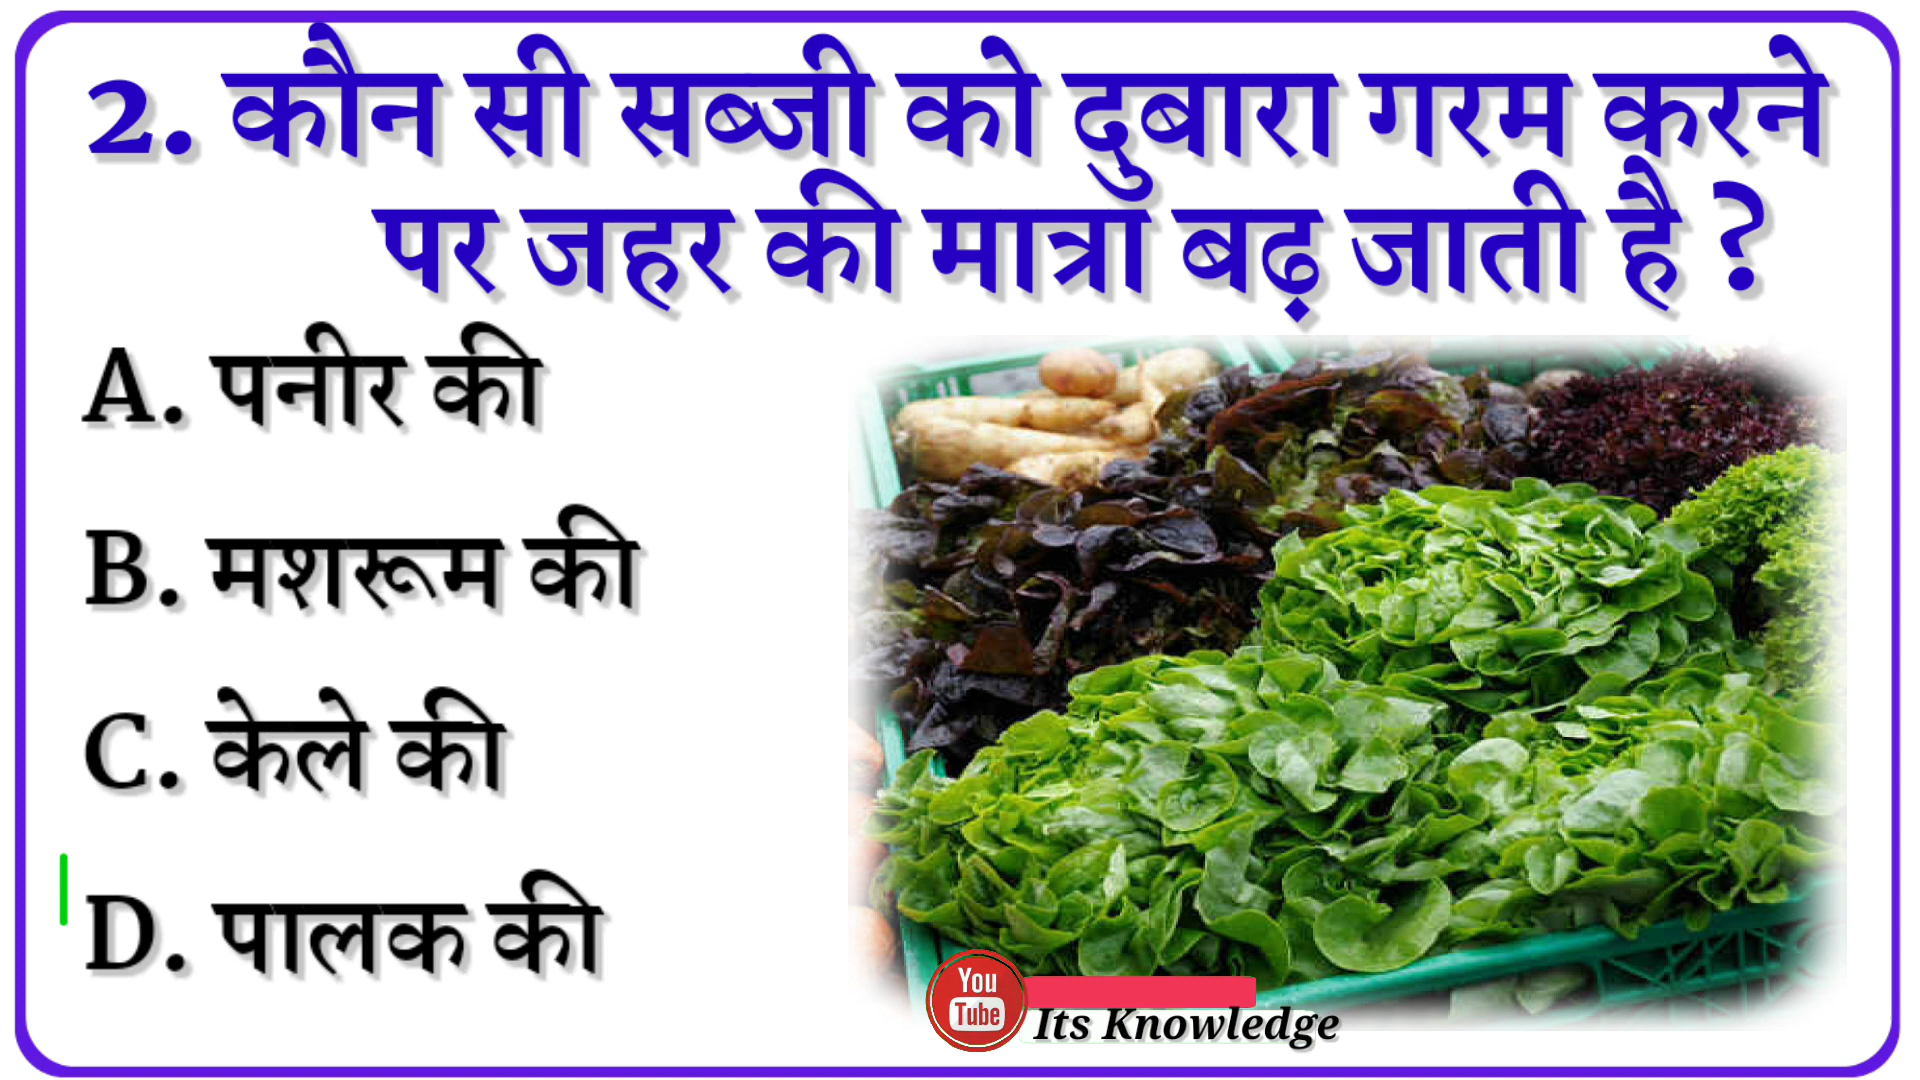 2. कौन सी सब्जी को दुबारा गरम करने
पर जहर की मात्रा बढ़ जाती है ?
A. पनीर की
B. मशरूम की
C. केले की
D. पालक की
You
Tube
Its Knowledge